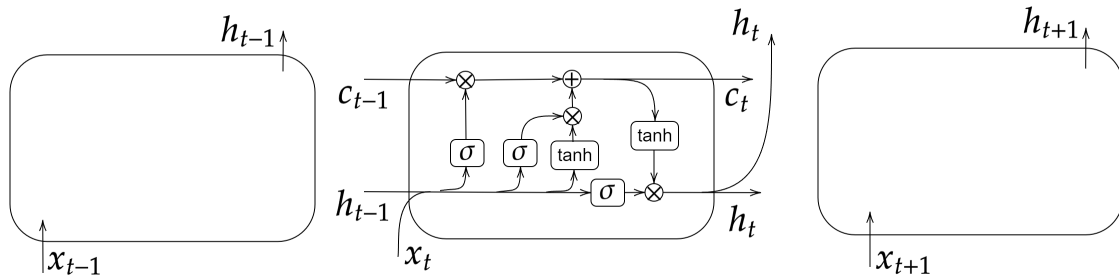 h_{t-1}
h_t
h_{t+1}
c_{t-1}
c_t
tanh
σ
σ
tanh
σ
h_{t-1}
h_t
x_{t-1}
x_t
x_{t+1}